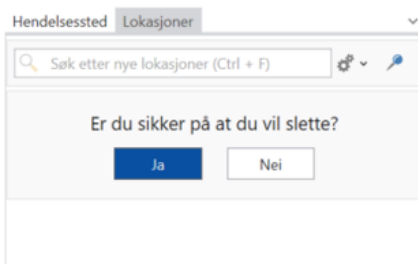 Hendelsessted Lokasjoner
Søk etter nye lokasjoner (Ctrl + F)
Er du sikker på at du vil slette?
Ja Nei